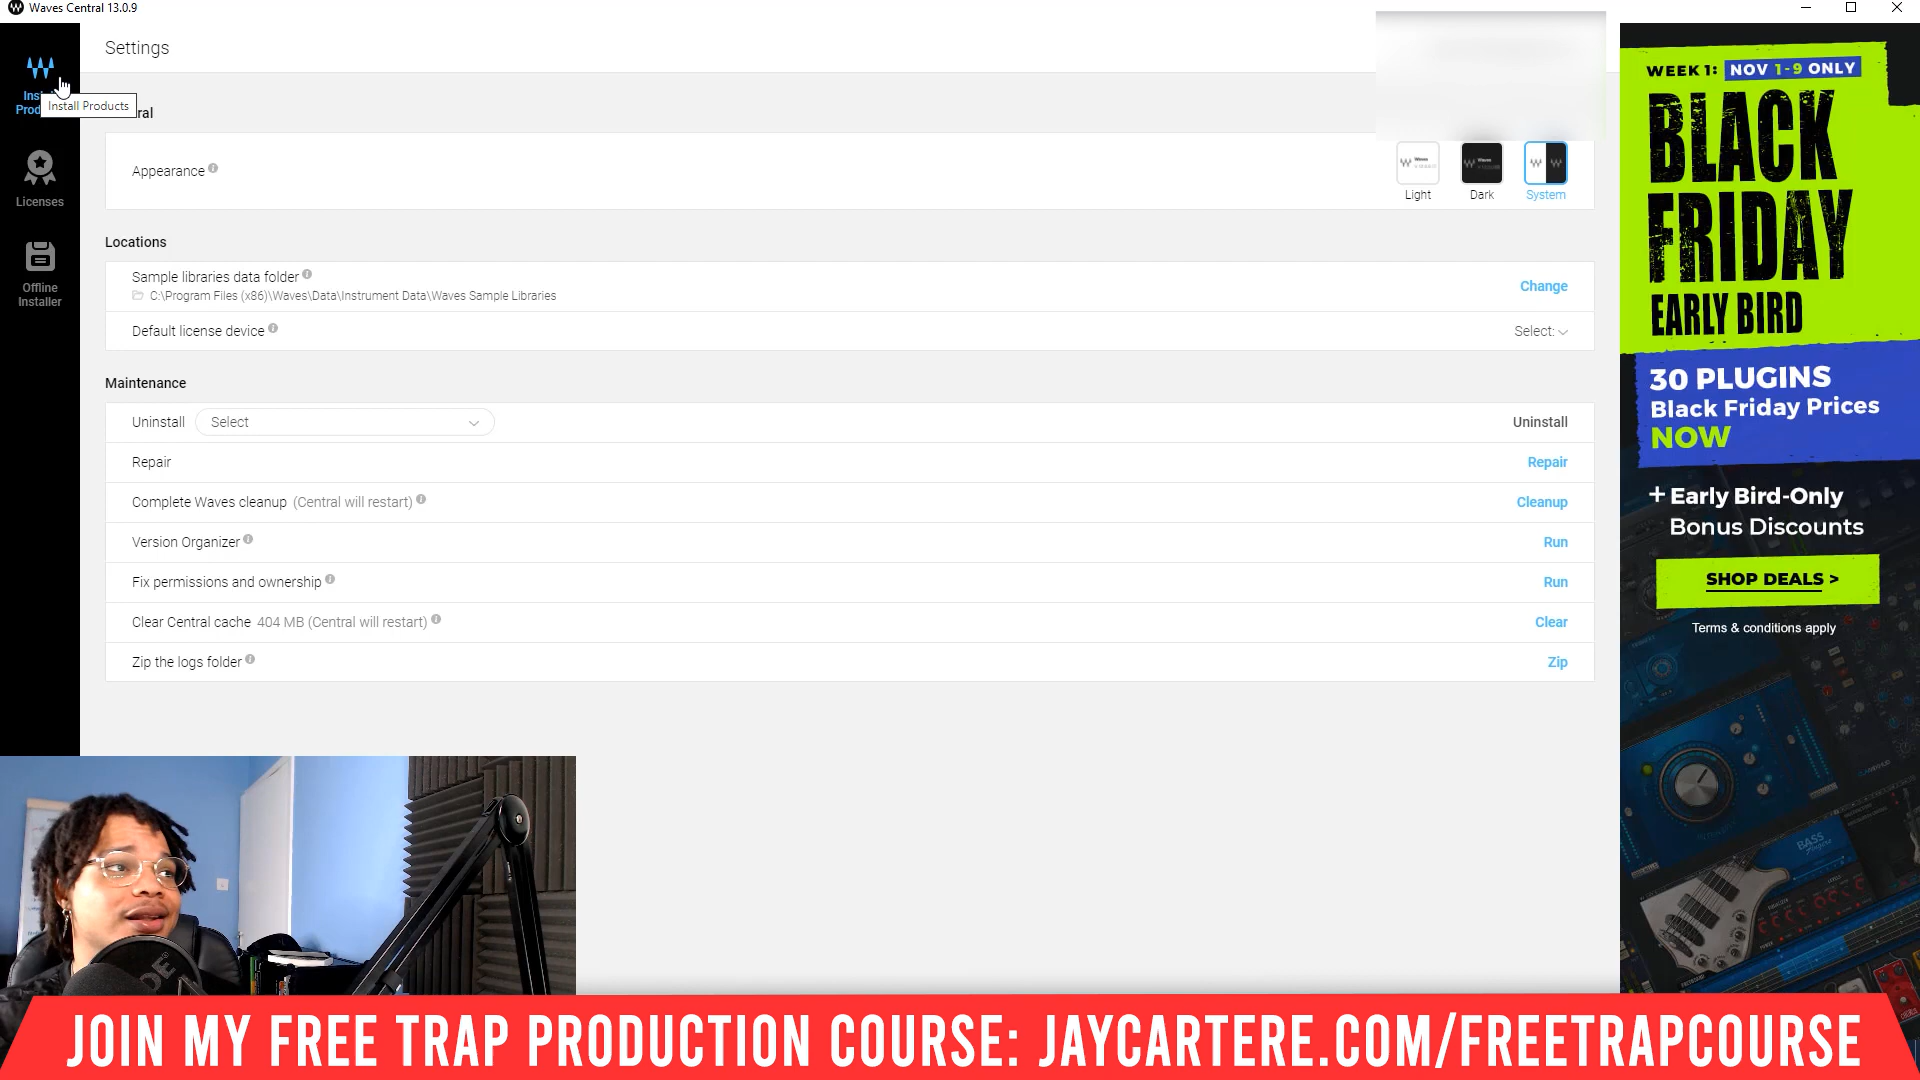 Waves Central 13.0.9
Settings
Install Products
Licenses
Offline
Installer
Appearance
Light
Dark
System
Locations
Sample libraries data folder
C:\Program Files (x86)\Waves\Data\Instrument Data\Waves Sample Libraries
Change
Default license device
Select:
Maintenance
Uninstall
Select
Uninstall
Repair
Repair
Complete Waves cleanup (Central will restart)
Cleanup
Version Organizer
Run
Fix permissions and ownership
Run
Clear Central cache 404 MB (Central will restart)
Clear
Zip the logs folder
Zip
WEEK 1: NOV 1-9 ONLY
BLACK
FRIDAY
EARLY BIRD
30 PLUGINS
Black Friday Prices
NOW
+ Early Bird-Only
Bonus Discounts
SHOP DEALS >
Terms & conditions apply
JOIN MY FREE TRAP PRODUCTION COURSE: JAYCARTERE.COM/FREETRAPCOURSE